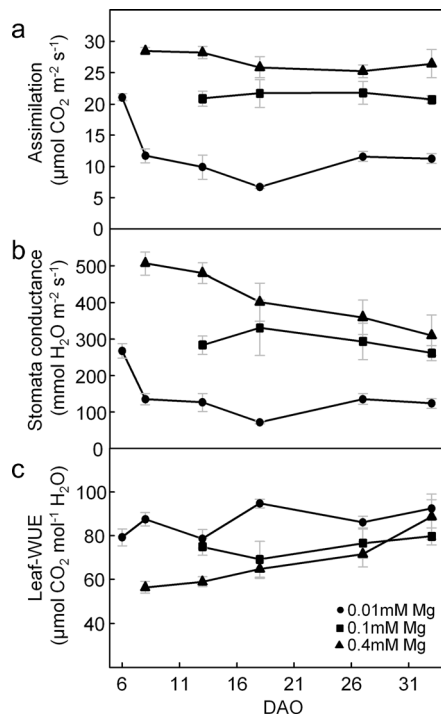 a
Assimilation
(μmol CO₂ m⁻² s⁻¹)
30
25
20
15
10
5
0
b
Stomata conductance
(mmol H₂O m⁻² s⁻¹)
500
400
300
200
100
0
c
Leaf-WUE
(μmol CO₂ mol⁻¹ H₂O)
100
80
60
40
0.01mM Mg
0.1mM Mg
0.4mM Mg
6 11 16 21 26 31
DAO